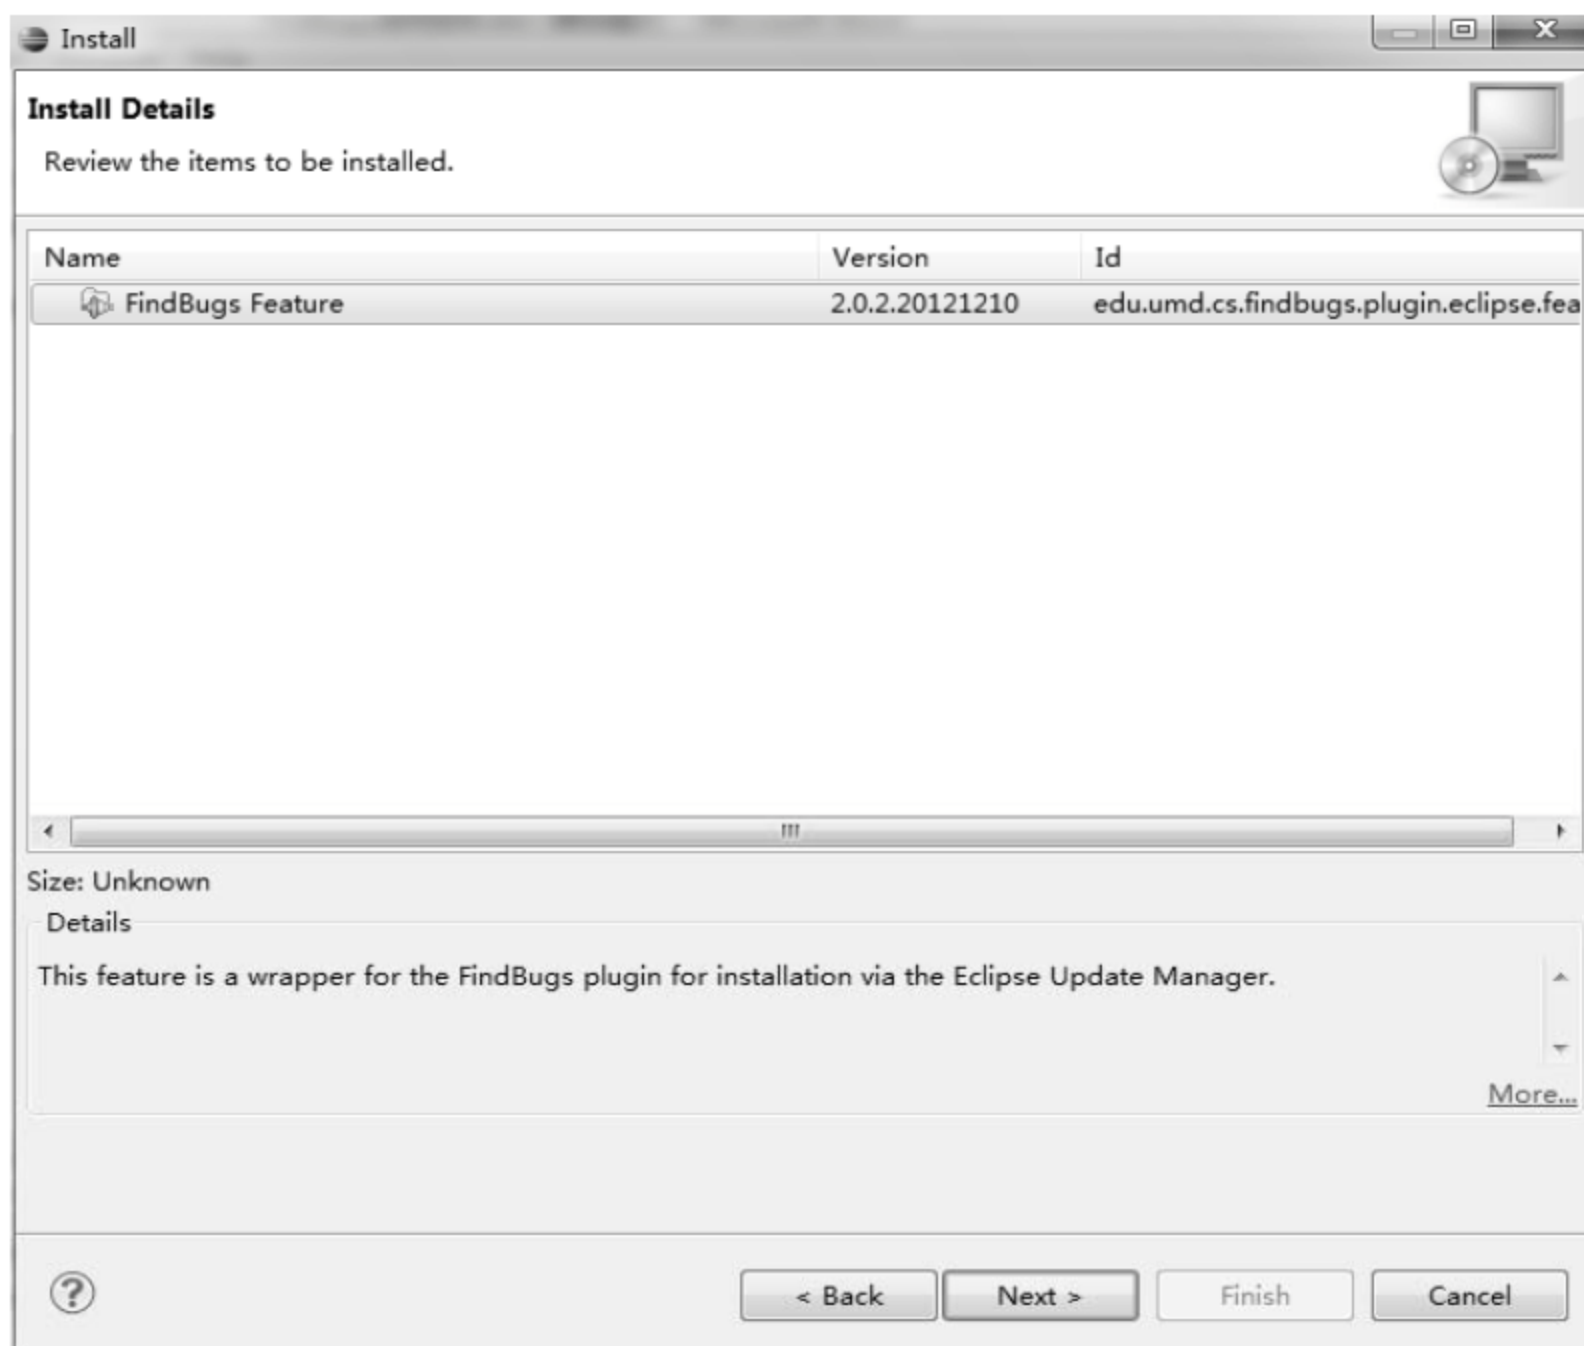 Install
Install Details
Review the items to be installed.
Name Version Id
FindBugs Feature 2.0.2.20121210 edu.umd.cs.findbugs.plugin.eclipse.fea
Size: Unknown
Details
This feature is a wrapper for the FindBugs plugin for installation via the Eclipse Update Manager.
More...
? < Back Next > Finish Cancel